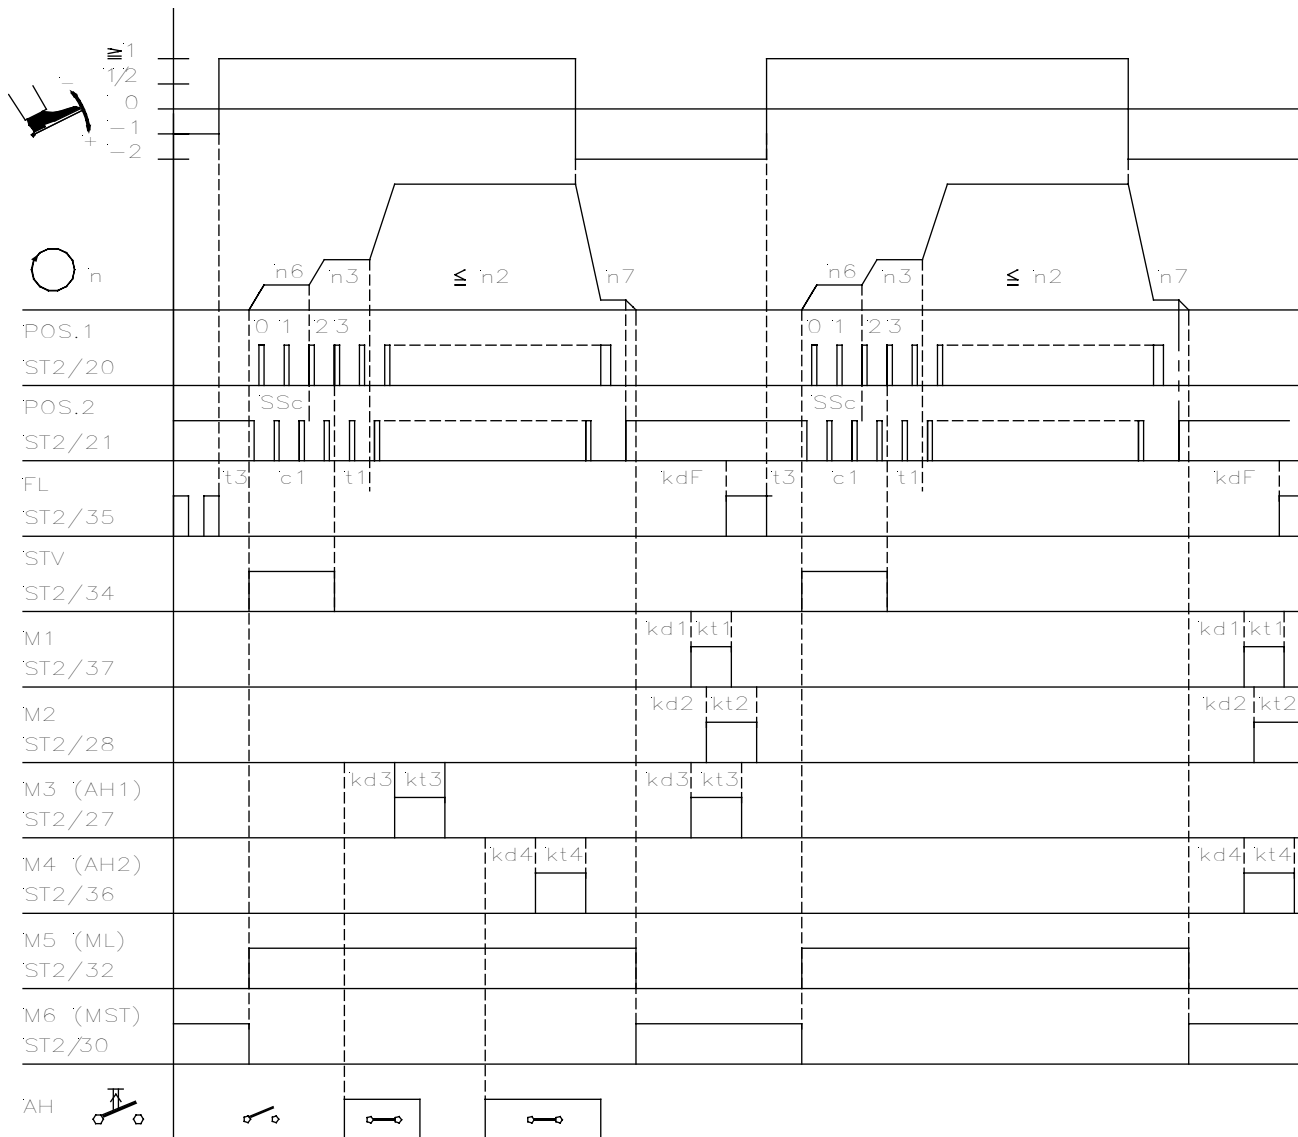 ≧1
1/2
0
−1
−2
−
+
n
n6 n3 ≦ n2 n7 n6 n3 ≦ n2 n7
POS.1 0 1 2 3 0 1 2 3
ST2/20
POS.2 SSc SSc
ST2/21
FL t3 c1 t1 kdF t3 c1 t1 kdF
ST2/35
STV
ST2/34
M1 kd1 kt1 kd1 kt1
ST2/37
M2 kd2 kt2 kd2 kt2
ST2/28
M3 (AH1) kd3 kt3 kd3 kt3
ST2/27
M4 (AH2) kd4 kt4 kd4 kt4
ST2/36
M5 (ML)
ST2/32
M6 (MST)
ST2/30
AH